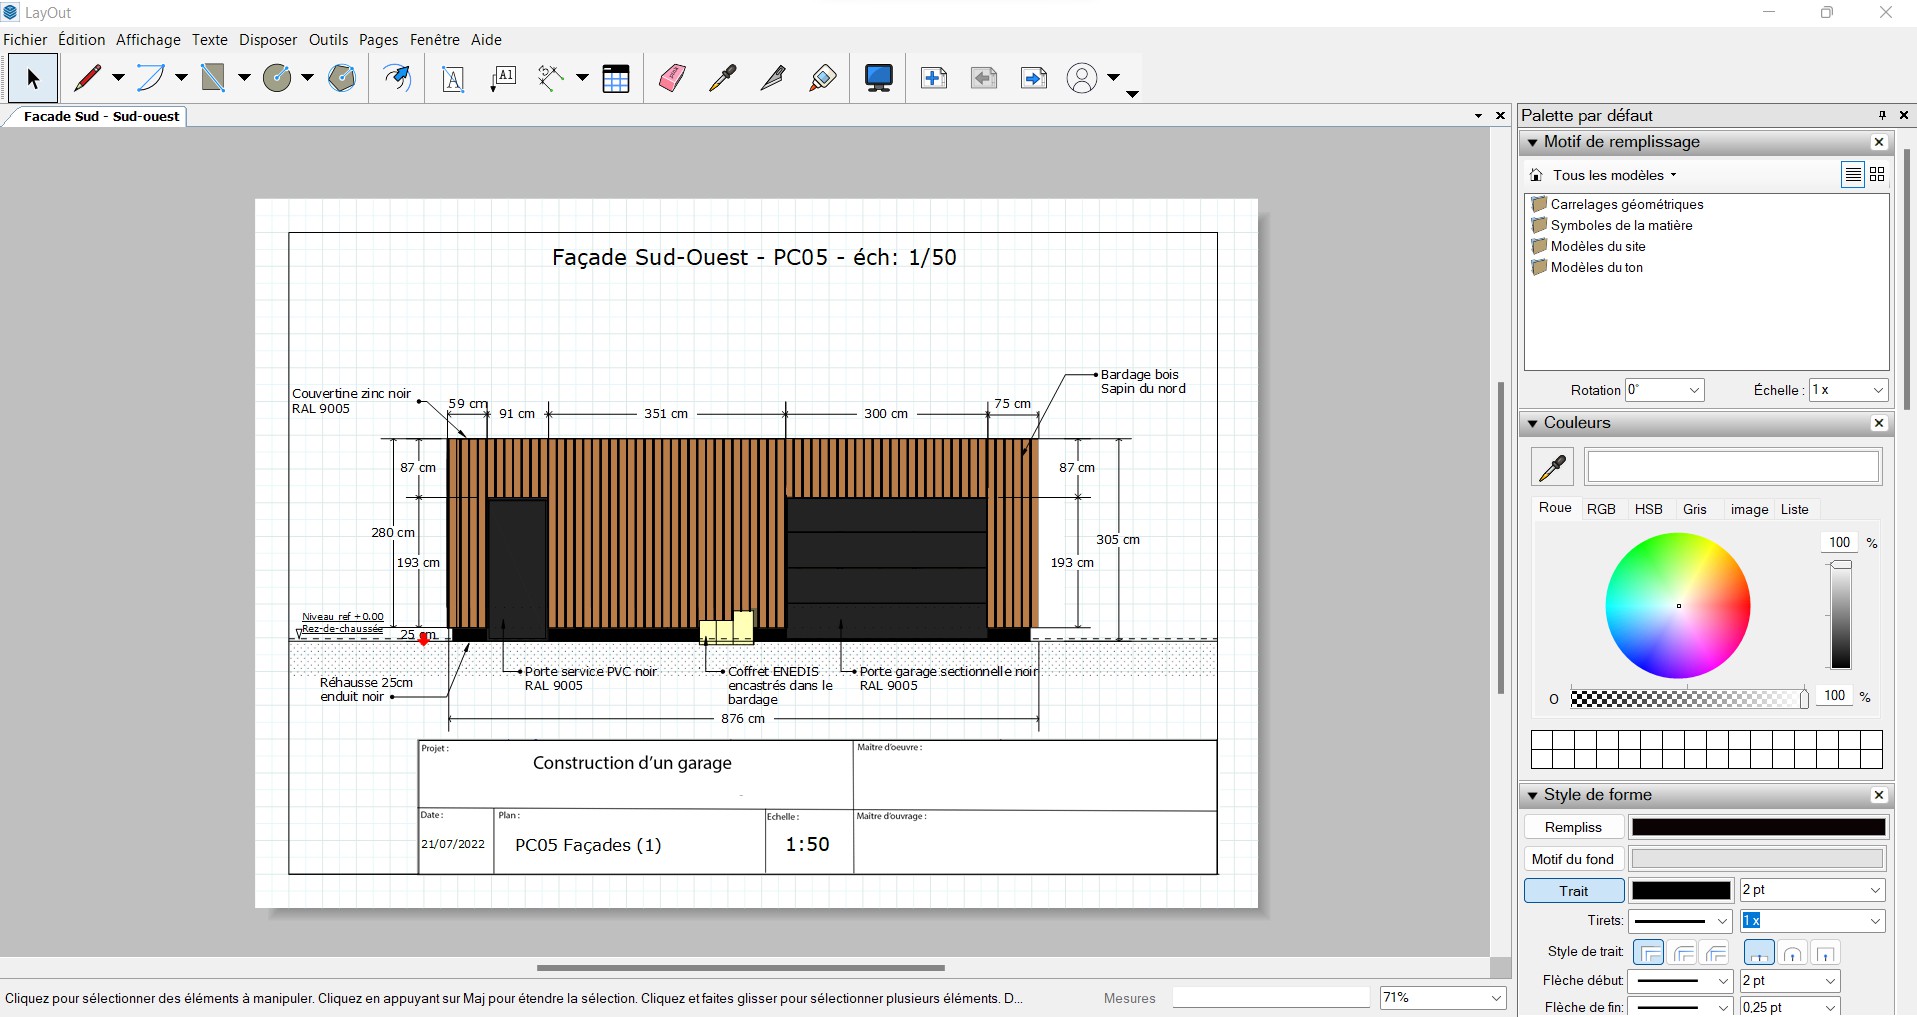 LayOut
Fichier Édition Affichage Texte Disposer Outils Pages Fenêtre Aide
A A1
Facade Sud - Sud-ouest
Palette par défaut
Motif de remplissage
Tous les modèles
Carrelages géométriques
Symboles de la matière
Modèles du site
Modèles du ton
Rotation 0° Échelle : 1 x
Couleurs
Roue RGB HSB Gris image Liste
100 %
O 100 %
Style de forme
Rempliss
Motif du fond
Trait 2 pt
Tirets: 1 x
Style de trait
Flèche début: 2 pt
Flèche de fin: 0,25 pt
Façade Sud-Ouest - PC05 - éch: 1/50
Bardage bois
Sapin du nord
Couvertine zinc noir
RAL 9005
59 cm 91 cm 351 cm 300 cm 75 cm
87 cm 87 cm
280 cm 305 cm
193 cm 193 cm
Niveau ref +0.00
Rez-de-chaussée
25 cm
Réhausse 25cm
enduit noir
Porte service PVC noir
RAL 9005
Coffret ENEDIS
encastrés dans le
bardage
Porte garage sectionnelle noir
RAL 9005
876 cm
Projet :
Construction d'un garage
Maître d'oeuvre :
Date :
21/07/2022
Plan :
PC05 Façades (1)
Echelle :
1:50
Maître d'ouvrage :
Cliquez pour sélectionner des éléments à manipuler. Cliquez en appuyant sur Maj pour étendre la sélection. Cliquez et faites glisser pour sélectionner plusieurs éléments. D...
Mesures 71%